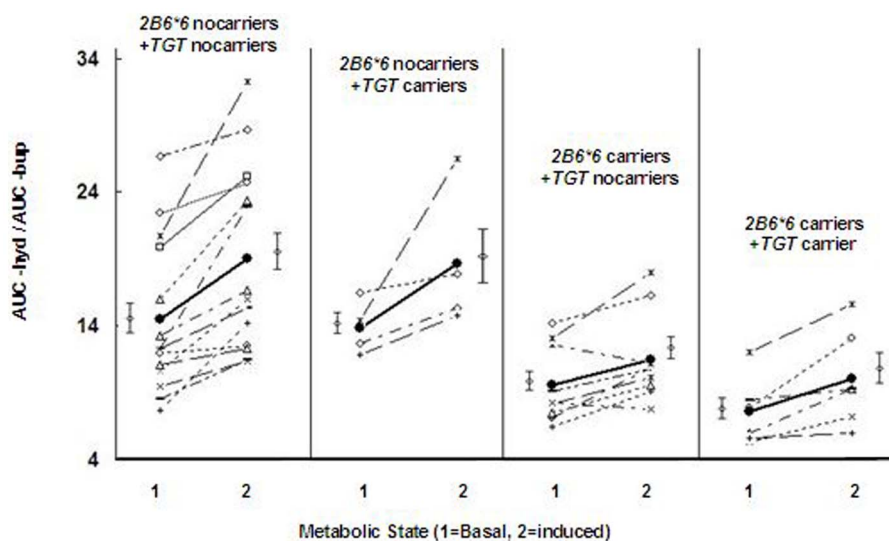 2B6*6 nocarriers
+TGT nocarriers
2B6*6 nocarriers
+TGT carriers
2B6*6 carriers
+TGT nocarriers
2B6*6 carriers
+TGT carrier
AUC -hyd / AUC -bup
34
24
14
4
1 2 1 2 1 2 1 2
Metabolic State (1=Basal, 2=induced)